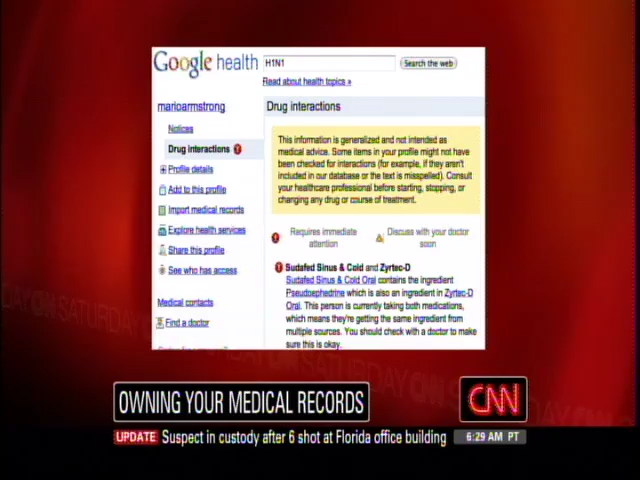 Google health H1N1 Search the web
Read about health topics »
marioarmstrong
Notices
Drug interactions
Profile details
Add to this profile
Import medical records
Explore health services
Share this profile
See who has access
Medical contacts
Find a doctor
Drug interactions
This information is generalized and not intended as
medical advice. Some items in your profile might not have
been checked for interactions (for example, if they aren't
included in our database or the text is misspelled). Consult
your healthcare professional before starting, stopping, or
changing any drug or course of treatment.
Requires immediate
attention
Discuss with your doctor
soon
Sudafed Sinus & Cold and Zyrtec-D
Sudafed Sinus & Cold Oral contains the ingredient
Pseudoephedrine which is also an ingredient in Zyrtec-D
Oral. This person is currently taking both medications,
which means they're getting the same ingredient from
multiple sources. You should check with a doctor to make
sure this is okay.
SATURDAY CNN SATURDAY
OWNING YOUR MEDICAL RECORDS
CNN
UPDATE Suspect in custody after 6 shot at Florida office building 6:29 AM PT